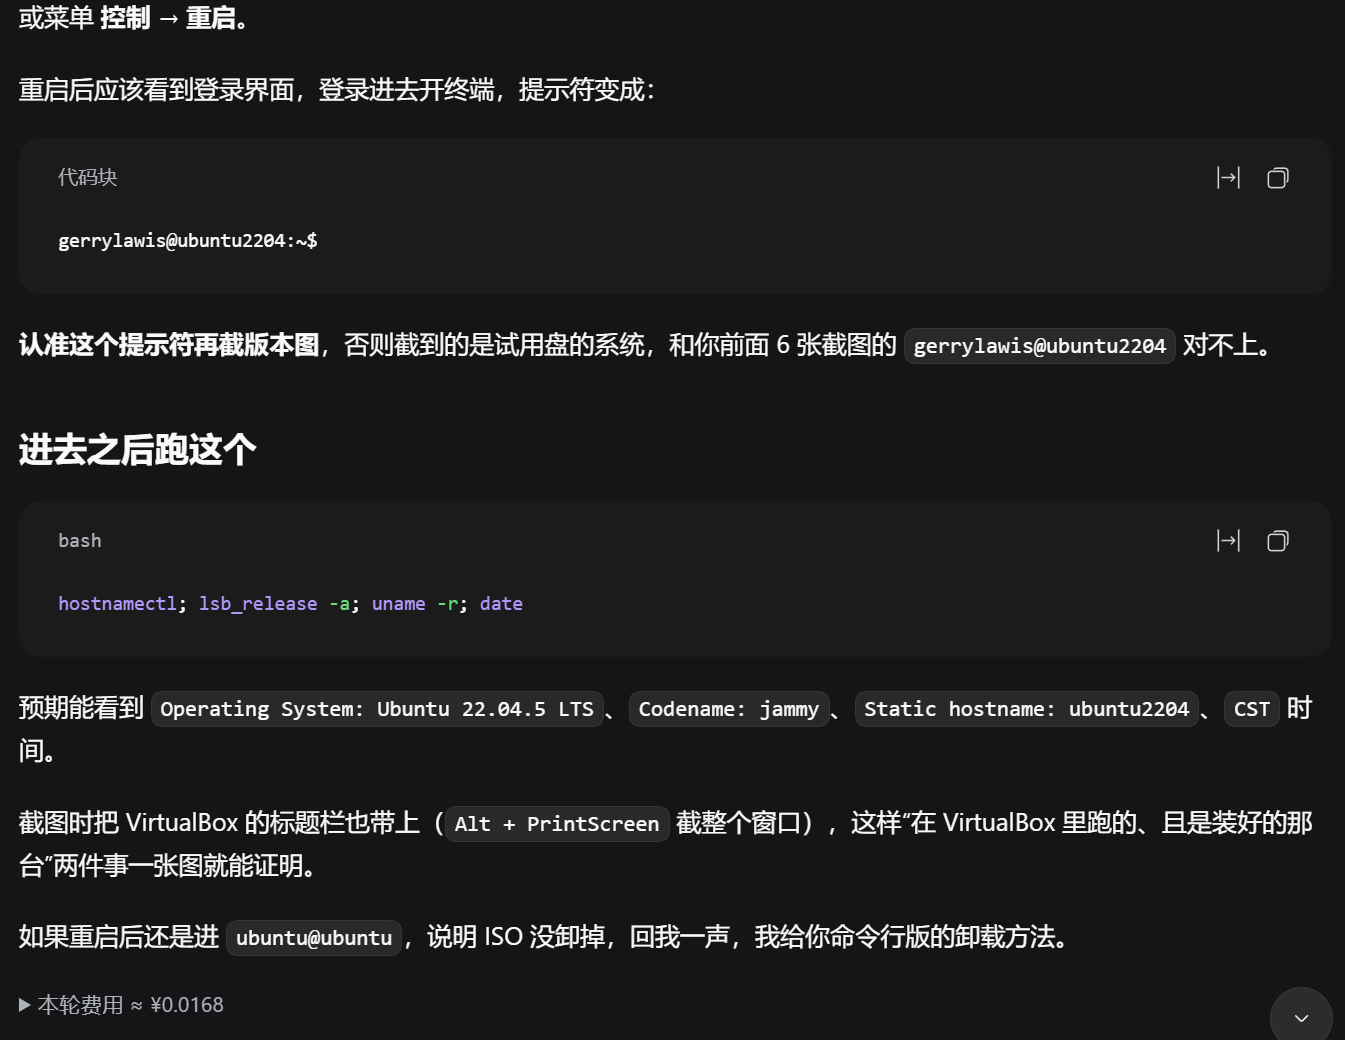 或菜单 控制 → 重启。
重启后应该看到登录界面，登录进去开终端，提示符变成：
代码块
gerrylawis@ubuntu2204:~$
认准这个提示符再截版本图，否则截到的是试用盘的系统，和你前面 6 张截图的 gerrylawis@ubuntu2204 对不上。
进去之后跑这个
bash
hostnamectl; lsb_release -a; uname -r; date
预期能看到 Operating System: Ubuntu 22.04.5 LTS、Codename: jammy、Static hostname: ubuntu2204、CST 时
间。
截图时把 VirtualBox 的标题栏也带上（Alt + PrintScreen 截整个窗口），这样“在 VirtualBox 里跑的、且是装好的那
台”两件事一张图就能证明。
如果重启后还是进 ubuntu@ubuntu，说明 ISO 没卸掉，回我一声，我给你命令行版的卸载方法。
▶ 本轮费用 ≈ ¥0.0168